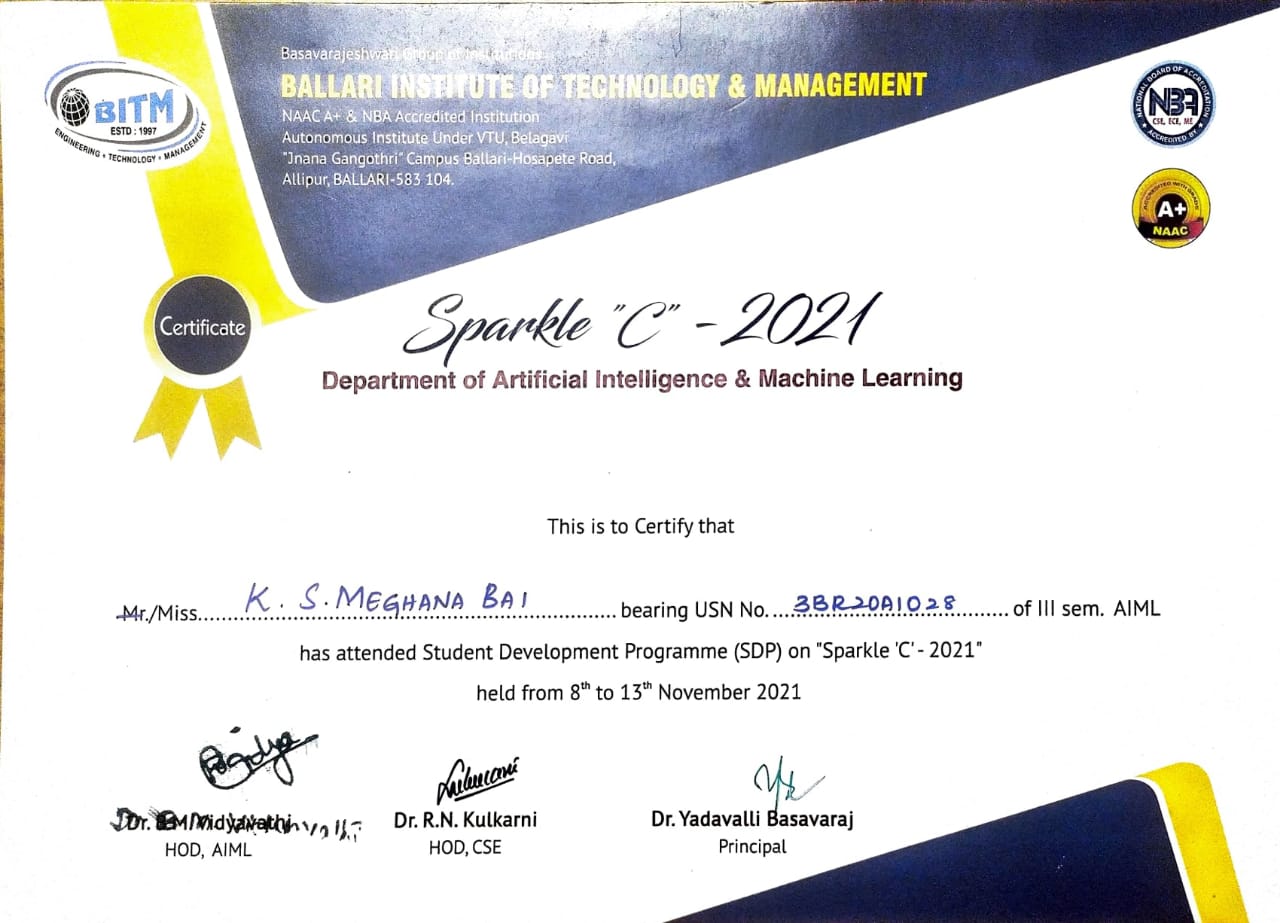 Basavarajeshwari Group of Institutions
BALLARI INSTITUTE OF TECHNOLOGY & MANAGEMENT
NAAC A+ & NBA Accredited Institution
Autonomous Institute Under VTU, Belagavi
"Jnana Gangothri" Campus Ballari-Hosapete Road,
Allipur, BALLARI-583 104.
BITM
ESTD : 1997
ENGINEERING • TECHNOLOGY • MANAGEMENT
NATIONAL BOARD OF ACCREDITATION
NBA
CSE, ECE, ME
ACCREDITED BY
ACCREDITED WITH GRADE
A+
NAAC
Certificate
Sparkle "C" - 2021
Department of Artificial Intelligence & Machine Learning
This is to Certify that
Mr./Miss. K. S. MEGHANA BAI bearing USN No. 3BR20AI028 of III sem. AIML
has attended Student Development Programme (SDP) on "Sparkle 'C' - 2021"
held from 8th to 13th November 2021
Dr. Vidyavathi Dr. R.N. Kulkarni Dr. Yadavalli Basavaraj
HOD, AIML HOD, CSE Principal